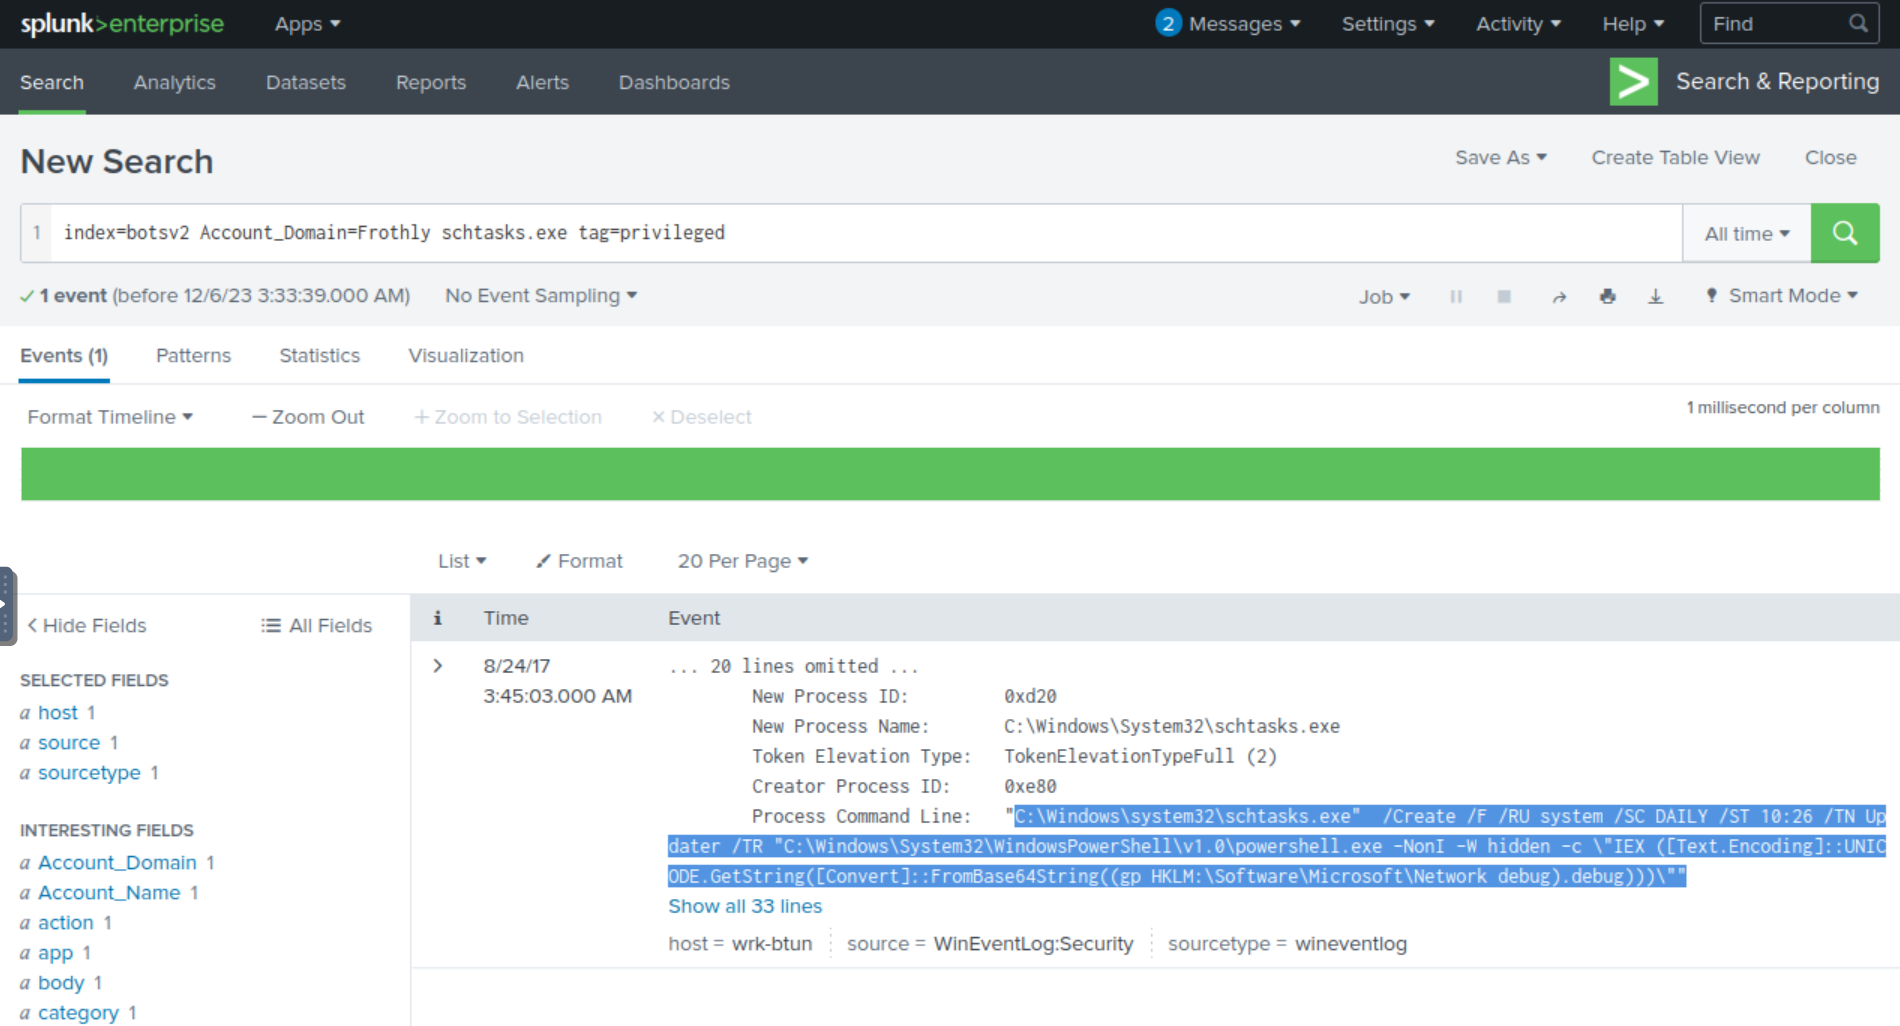 splunk>enterprise Apps 2 Messages Settings Activity Help Find
Search Analytics Datasets Reports Alerts Dashboards Search & Reporting
New Search Save As Create Table View Close
1 index=botsv2 Account_Domain=Frothly schtasks.exe tag=privileged All time
1 event (before 12/6/23 3:33:39.000 AM) No Event Sampling Job Smart Mode
Events (1) Patterns Statistics Visualization
Format Timeline — Zoom Out + Zoom to Selection × Deselect 1 millisecond per column
List Format 20 Per Page
< Hide Fields All Fields
SELECTED FIELDS
a host 1
a source 1
a sourcetype 1
INTERESTING FIELDS
a Account_Domain 1
a Account_Name 1
a action 1
a app 1
a body 1
a category 1
i Time Event
> 8/24/17 ... 20 lines omitted ...
3:45:03.000 AM New Process ID: 0xd20
New Process Name: C:\Windows\System32\schtasks.exe
Token Elevation Type: TokenElevationTypeFull (2)
Creator Process ID: 0xe80
Process Command Line: "C:\Windows\system32\schtasks.exe" /Create /F /RU system /SC DAILY /ST 10:26 /TN Up
dater /TR "C:\Windows\System32\WindowsPowerShell\v1.0\powershell.exe -NonI -W hidden -c \"IEX ([Text.Encoding]::UNIC
ODE.GetString([Convert]::FromBase64String((gp HKLM:\Software\Microsoft\Network debug).debug)))\""
Show all 33 lines
host = wrk-btun source = WinEventLog:Security sourcetype = wineventlog